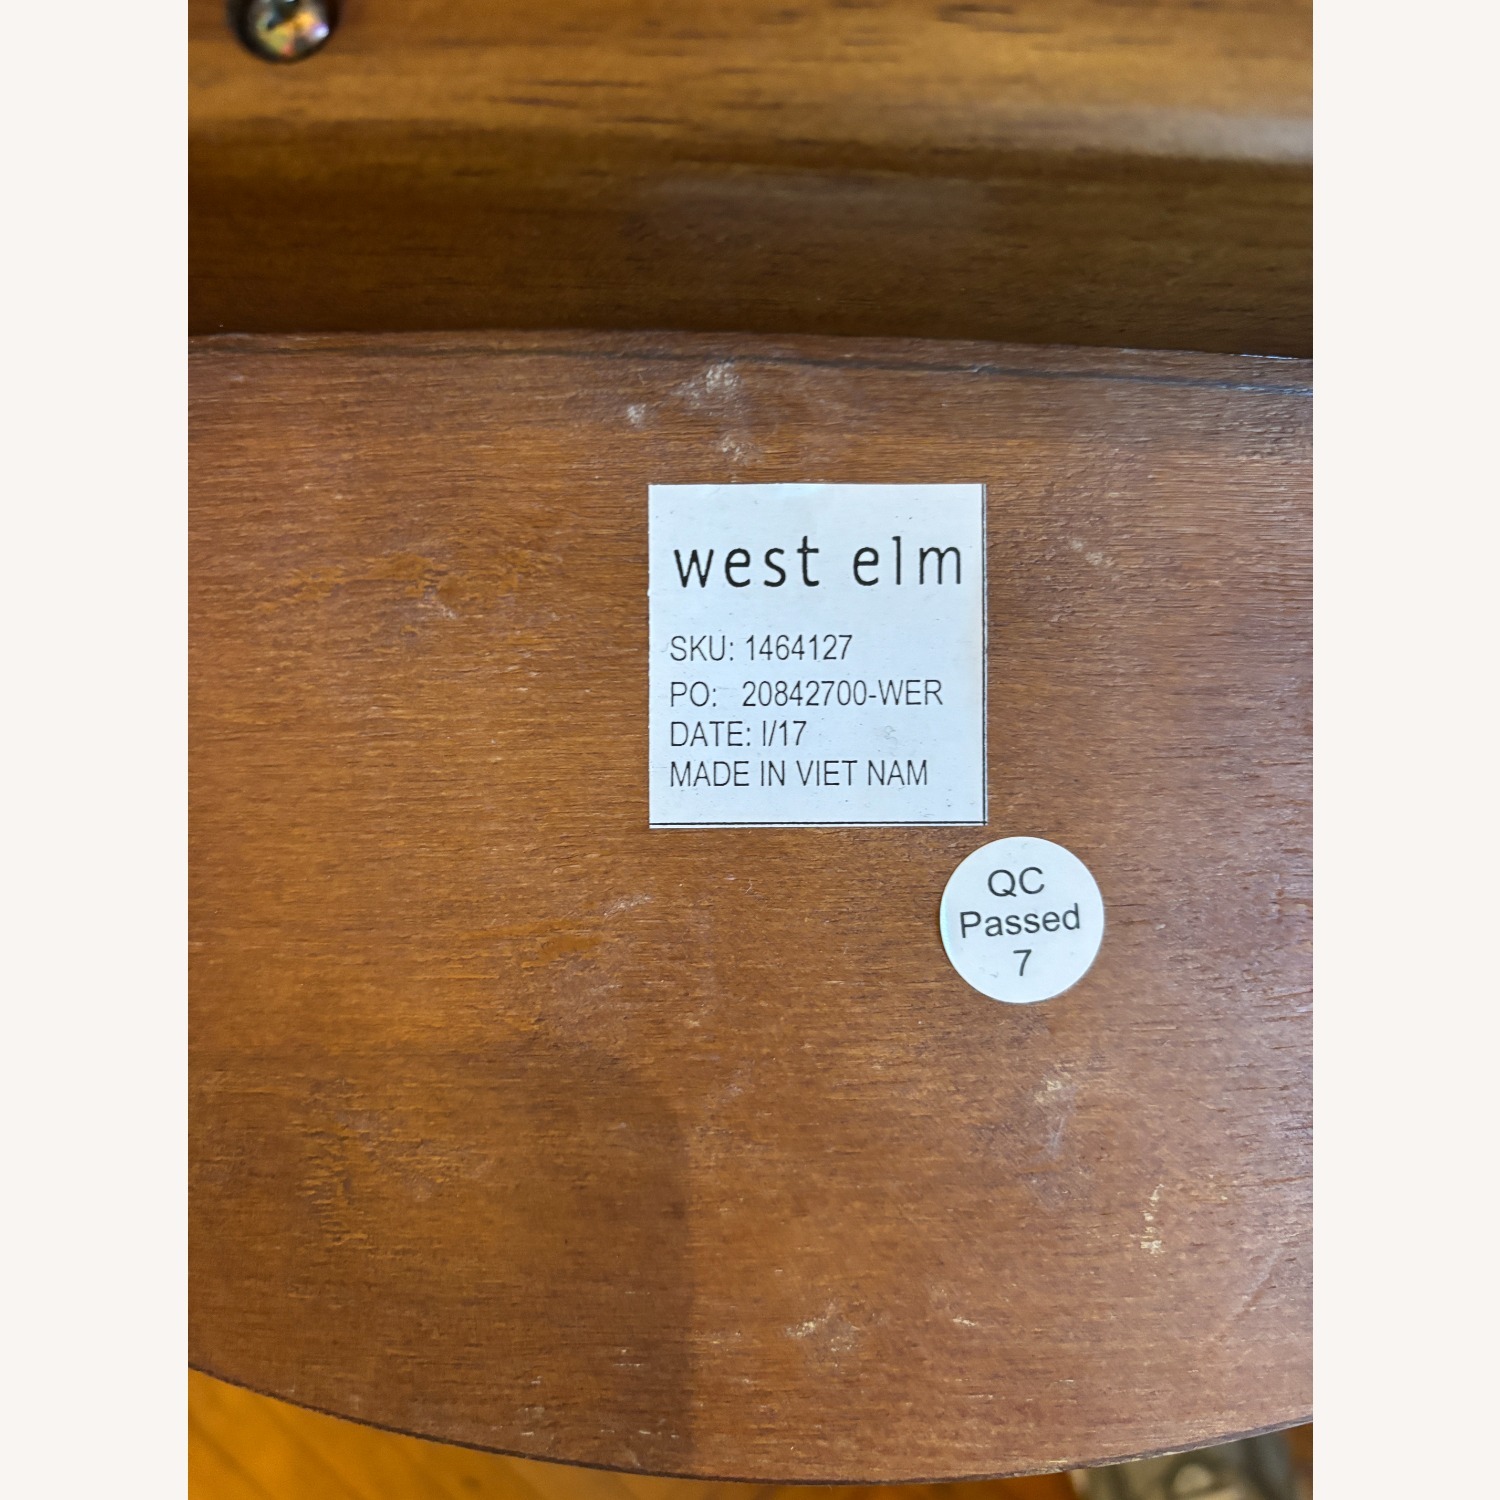 west elm
SKU: 1464127
PO: 20842700-WER
DATE: I/17
MADE IN VIET NAM
QC
Passed
7